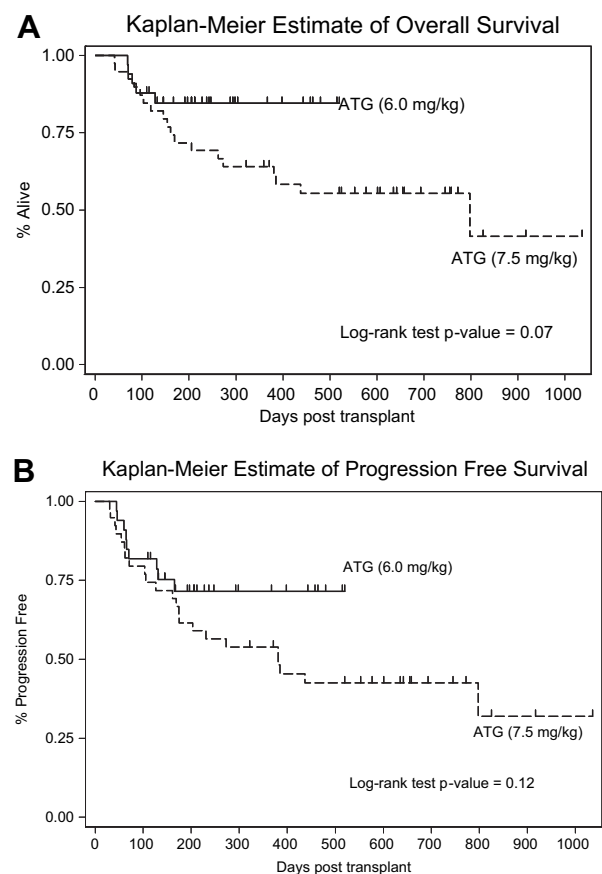 A
Kaplan-Meier Estimate of Overall Survival
% Alive
1.00
0.75
0.50
0.25
0.00
ATG (6.0 mg/kg)
ATG (7.5 mg/kg)
Log-rank test p-value = 0.07
0 100 200 300 400 500 600 700 800 900 1000
Days post transplant
B
Kaplan-Meier Estimate of Progression Free Survival
% Progression Free
1.00
0.75
0.50
0.25
0.00
ATG (6.0 mg/kg)
ATG (7.5 mg/kg)
Log-rank test p-value = 0.12
0 100 200 300 400 500 600 700 800 900 1000
Days post transplant